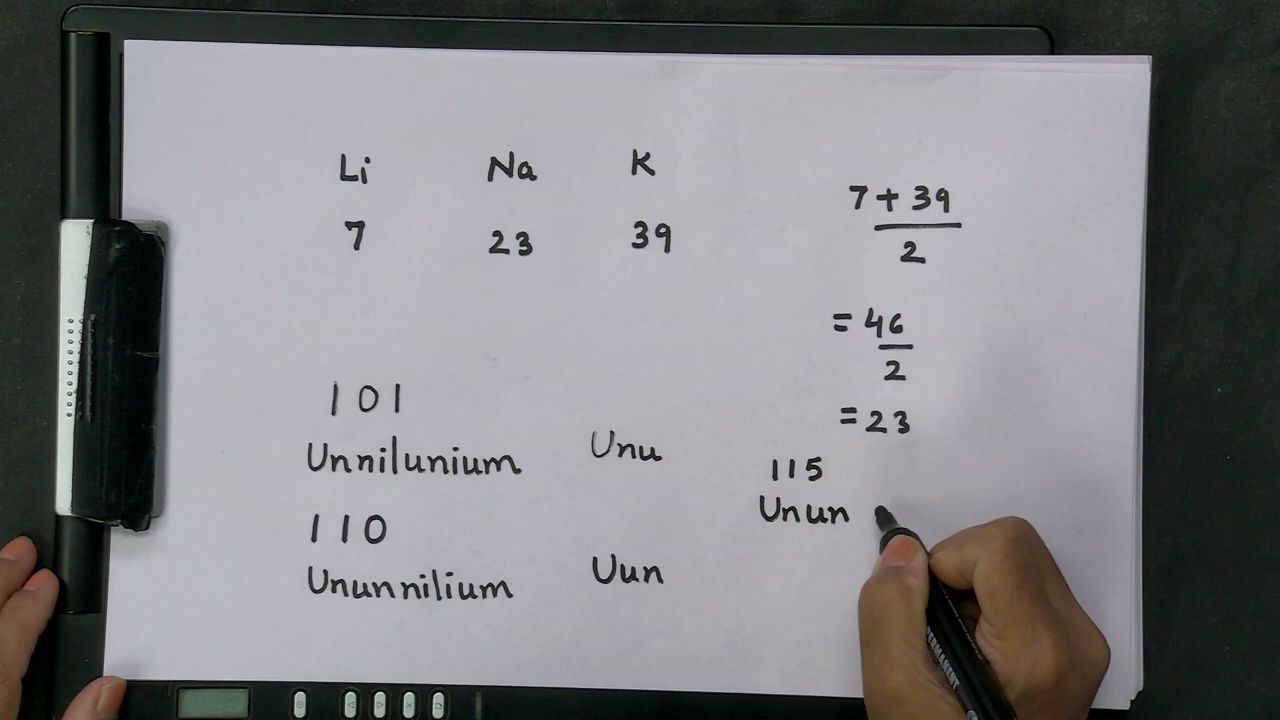 Li Na K
7 23 39
7 + 39
2
= 46
2
= 23
101
Unnilunium Unu
110
Ununnilium Uun
115
Unun